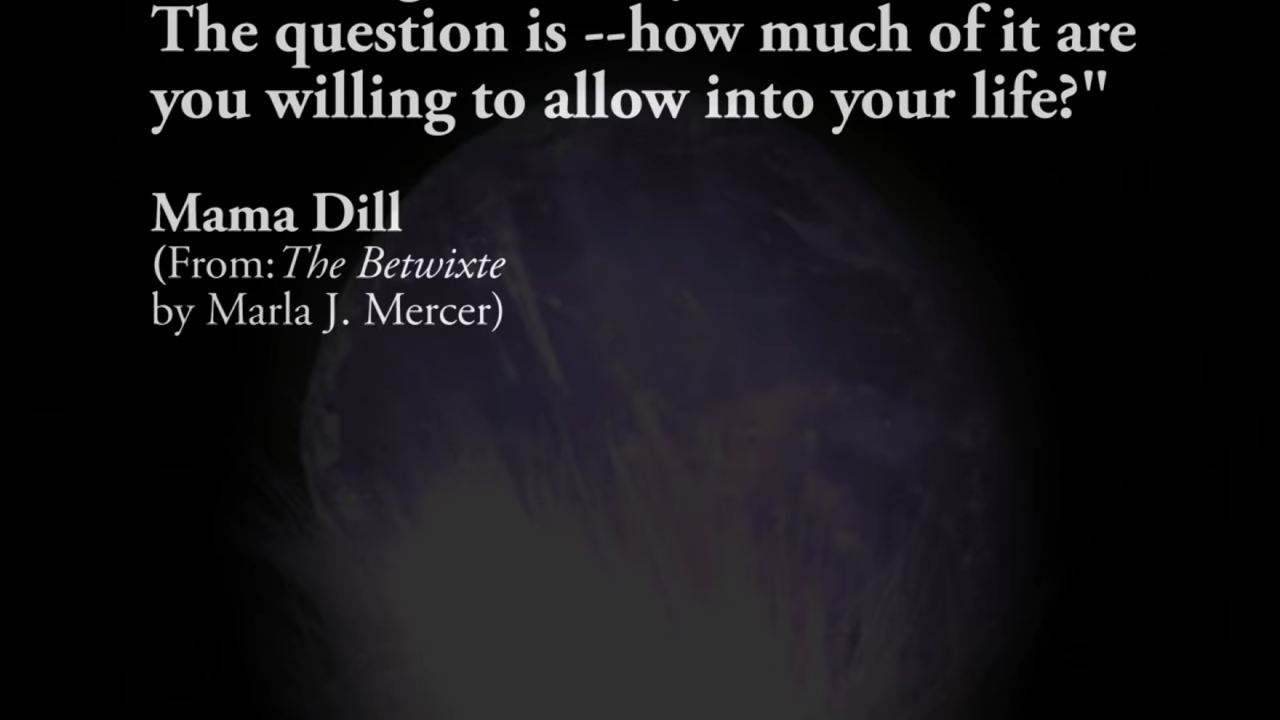 The question is --how much of it are
you willing to allow into your life?"
Mama Dill
(From: The Betwixte
by Marla J. Mercer)